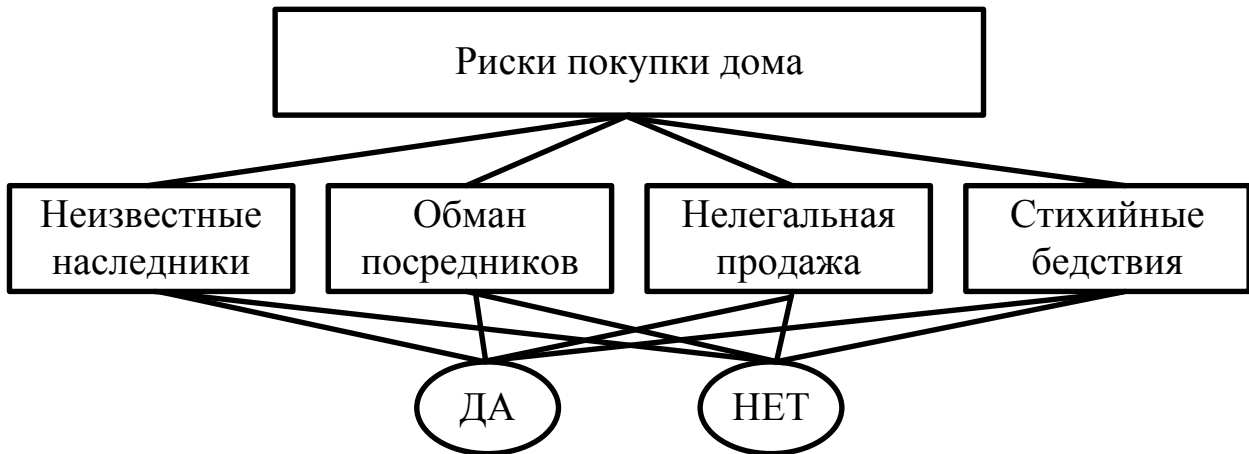 Риски покупки дома
Неизвестные
наследники
Обман
посредников
Нелегальная
продажа
Стихийные
бедствия
ДА
НЕТ